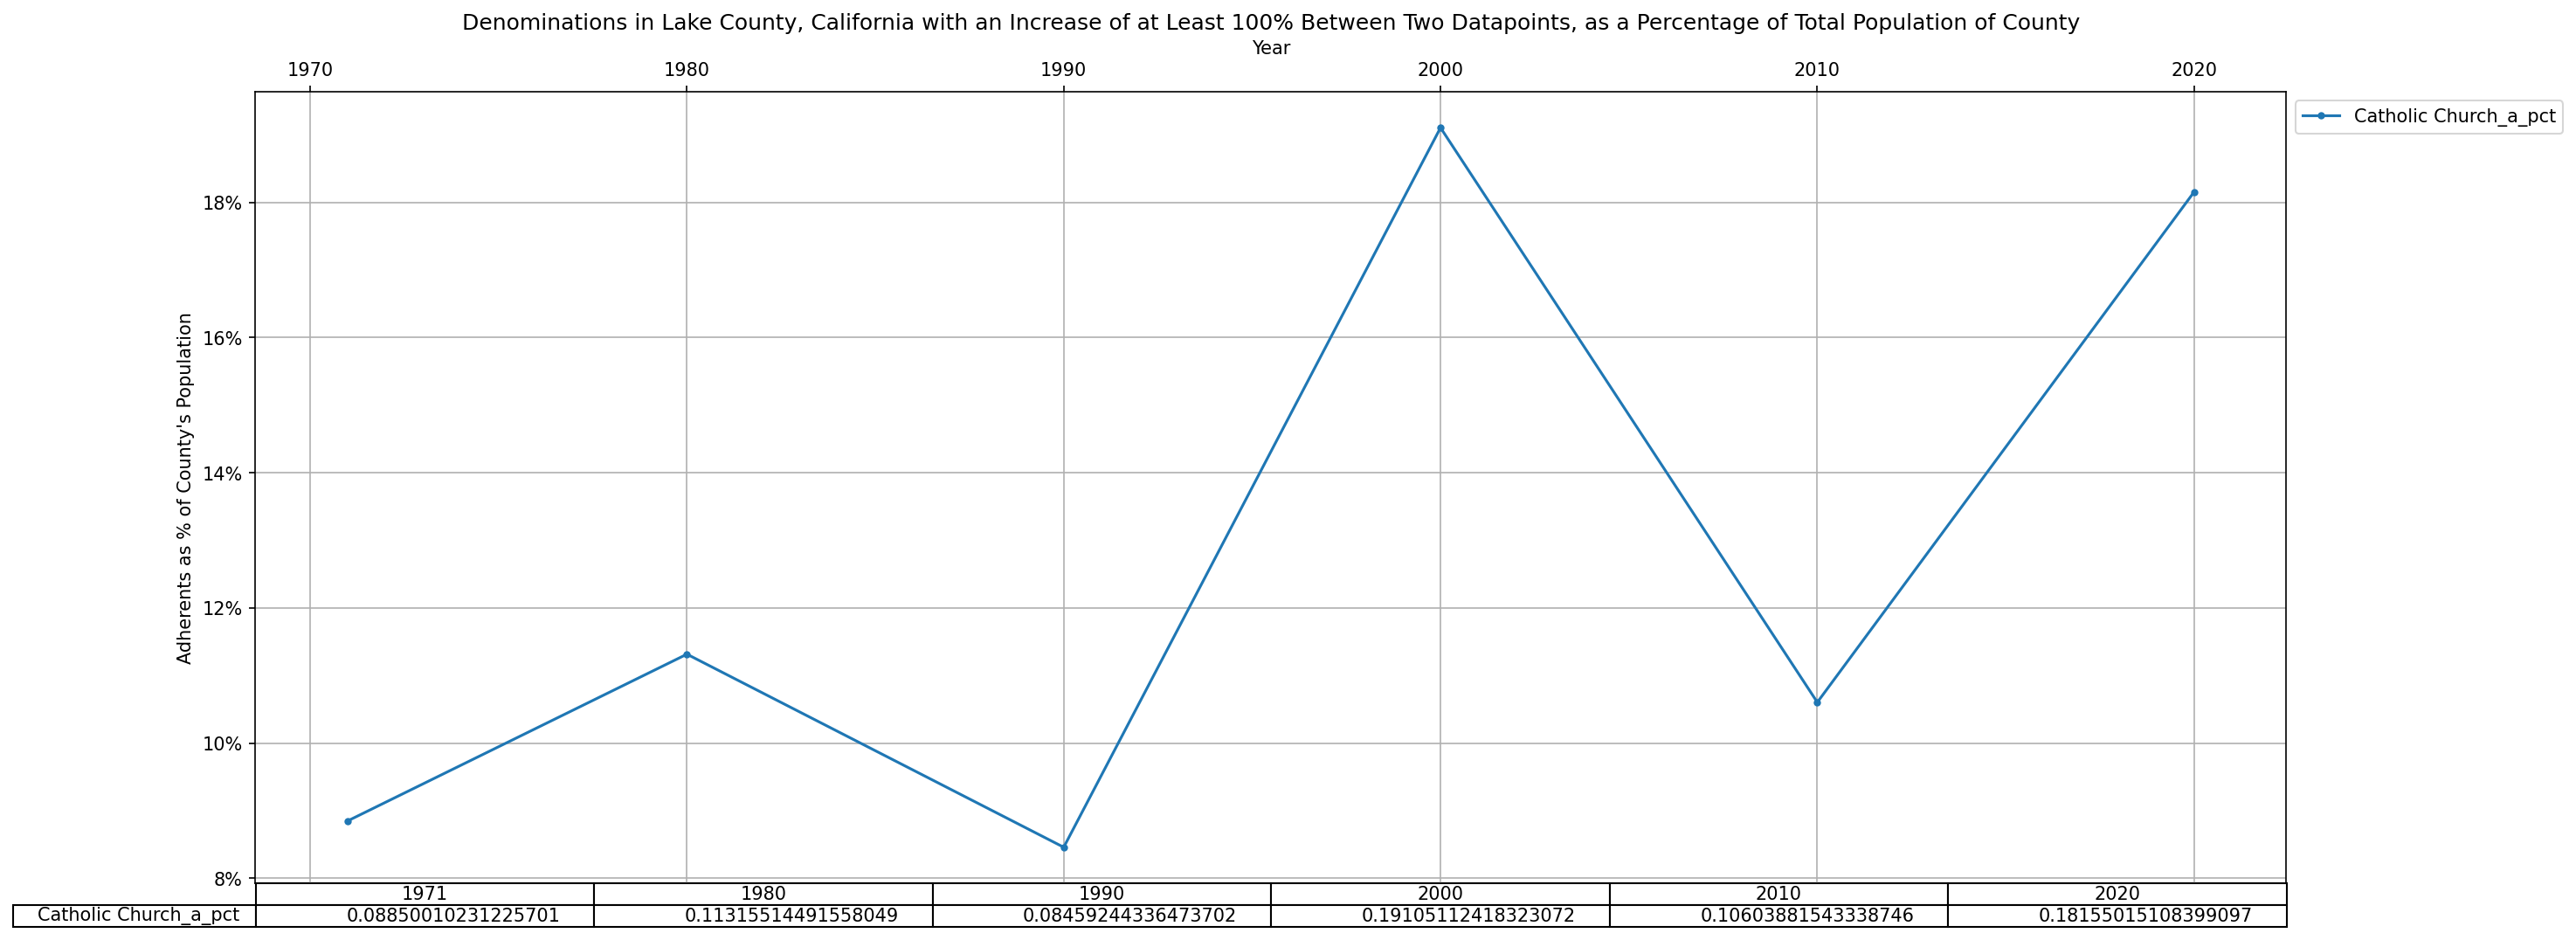 Denominations in Lake County, California with an Increase of at Least 100% Between Two Datapoints, as a Percentage of Total Population of County
Year
1970 1980 1990 2000 2010 2020
Catholic Church_a_pct
Adherents as % of County's Population
18%
16%
14%
12%
10%
8%
1971 1980 1990 2000 2010 2020
Catholic Church_a_pct 0.08850010231225701 0.11315514491558049 0.08459244336473702 0.19105112418323072 0.10603881543338746 0.18155015108399097